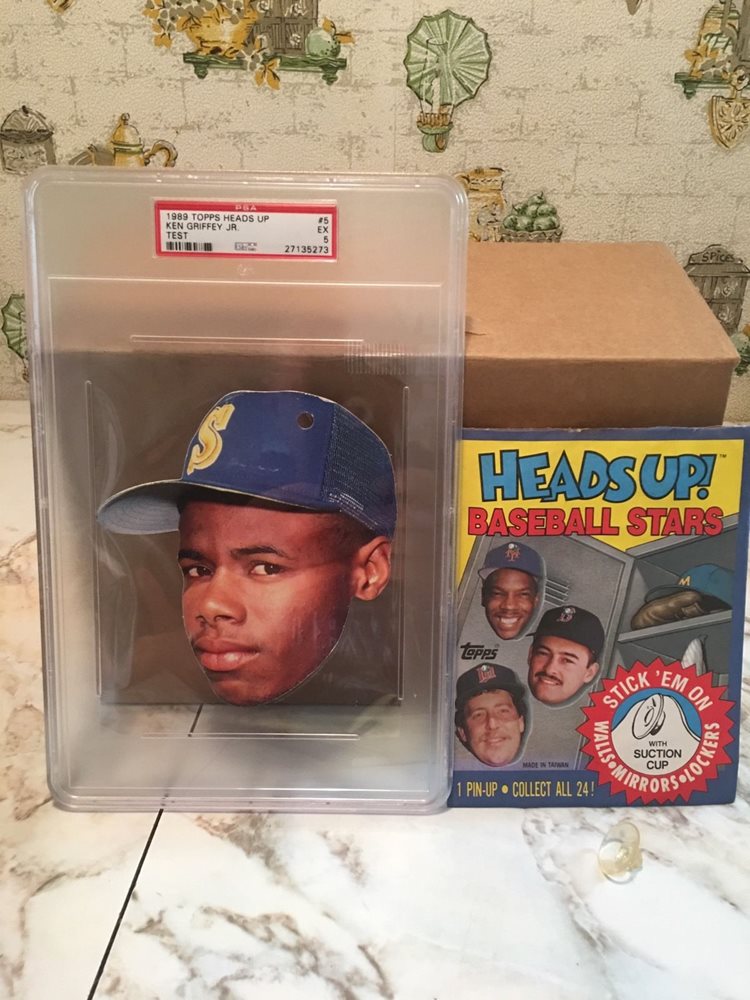 PSA
1989 TOPPS HEADS UP #5
KEN GRIFFEY JR. EX
TEST 5
27135273
S
SPICES
HEADS UP!™
BASEBALL STARS
M
Topps
STICK 'EM ON
WALLS • MIRRORS • LOCKERS
WITH
SUCTION
CUP
MADE IN TAIWAN
1 PIN-UP • COLLECT ALL 24!